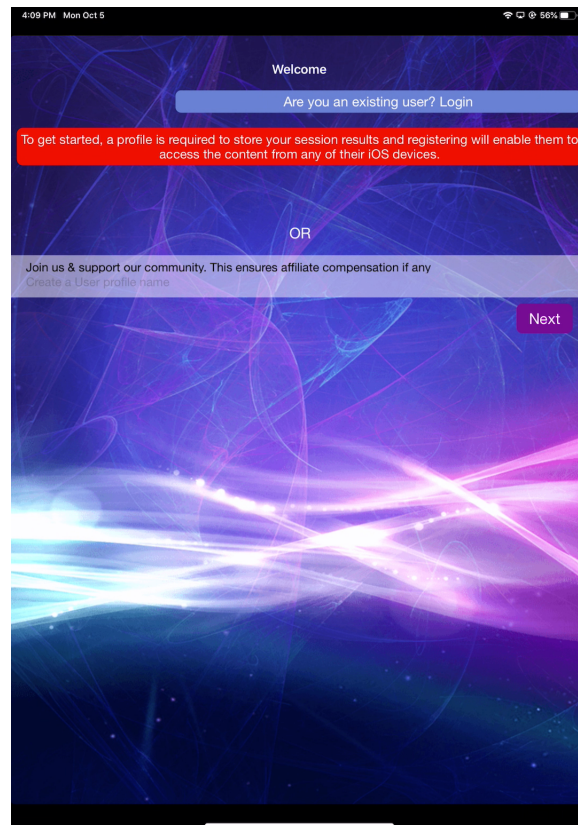 4:09 PM Mon Oct 5
56%
Welcome
Are you an existing user? Login
To get started, a profile is required to store your session results and registering will enable them to
access the content from any of their iOS devices.
OR
Join us & support our community. This ensures affiliate compensation if any
Create a User profile name
Next